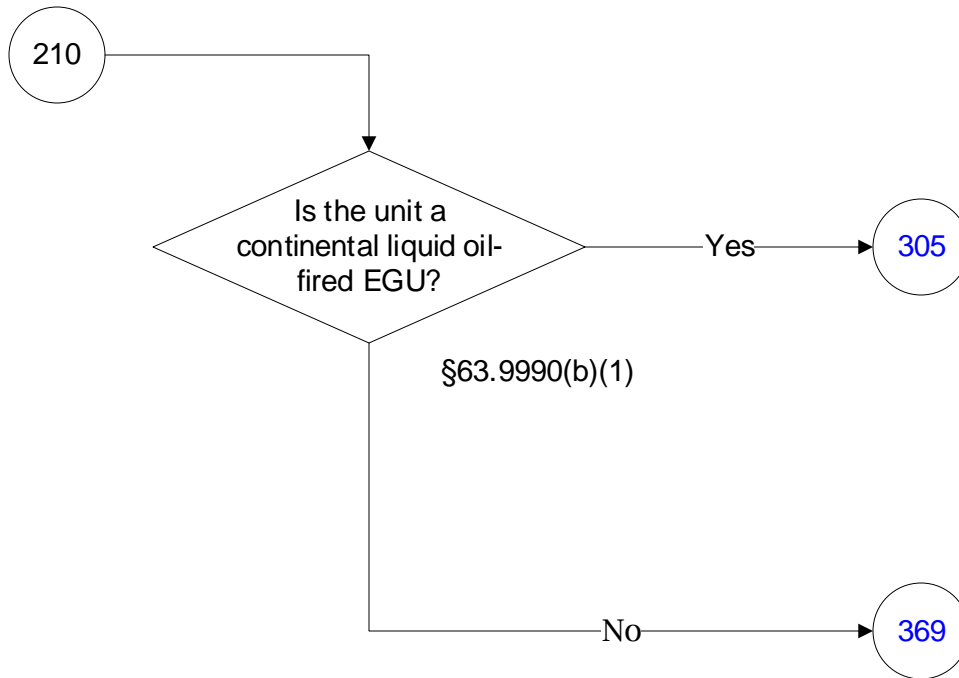 210
Is the unit a
continental liquid oil-
fired EGU?
Yes
305
§63.9990(b)(1)
No
369